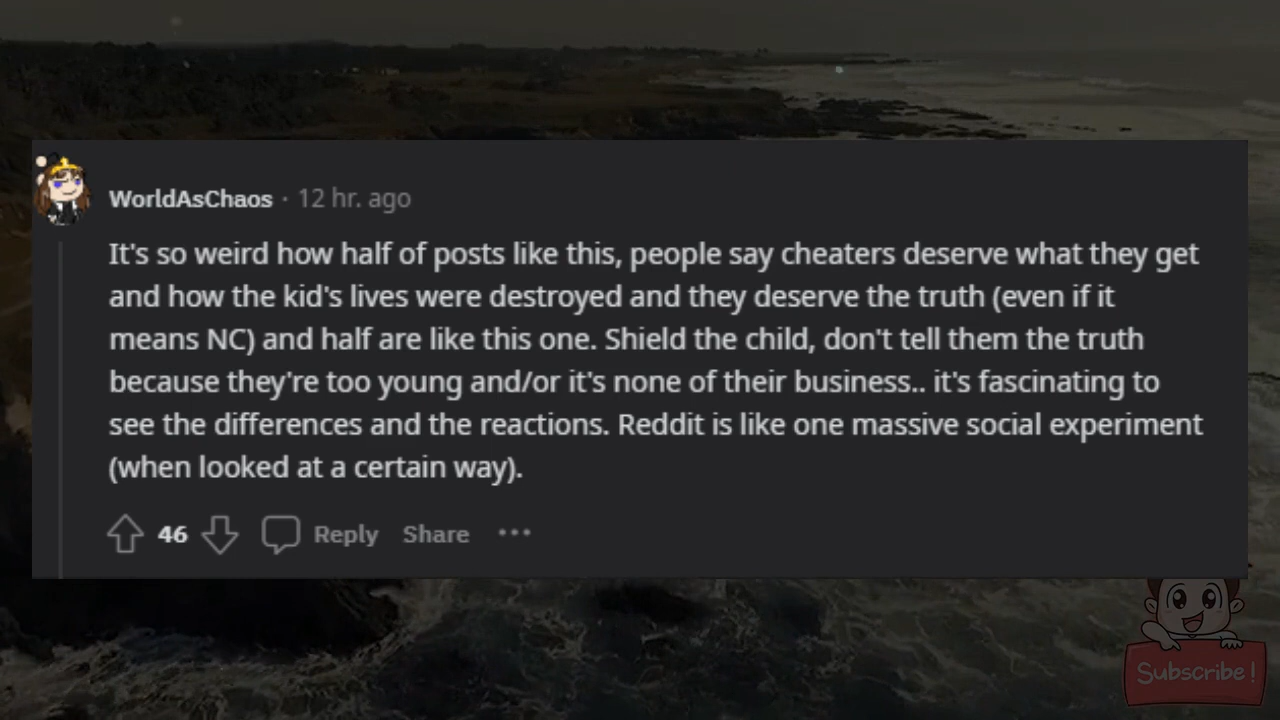 WorldAsChaos · 12 hr. ago
It's so weird how half of posts like this, people say cheaters deserve what they get
and how the kid's lives were destroyed and they deserve the truth (even if it
means NC) and half are like this one. Shield the child, don't tell them the truth
because they're too young and/or it's none of their business.. it's fascinating to
see the differences and the reactions. Reddit is like one massive social experiment
(when looked at a certain way).
46 Reply Share ···
Subscribe!